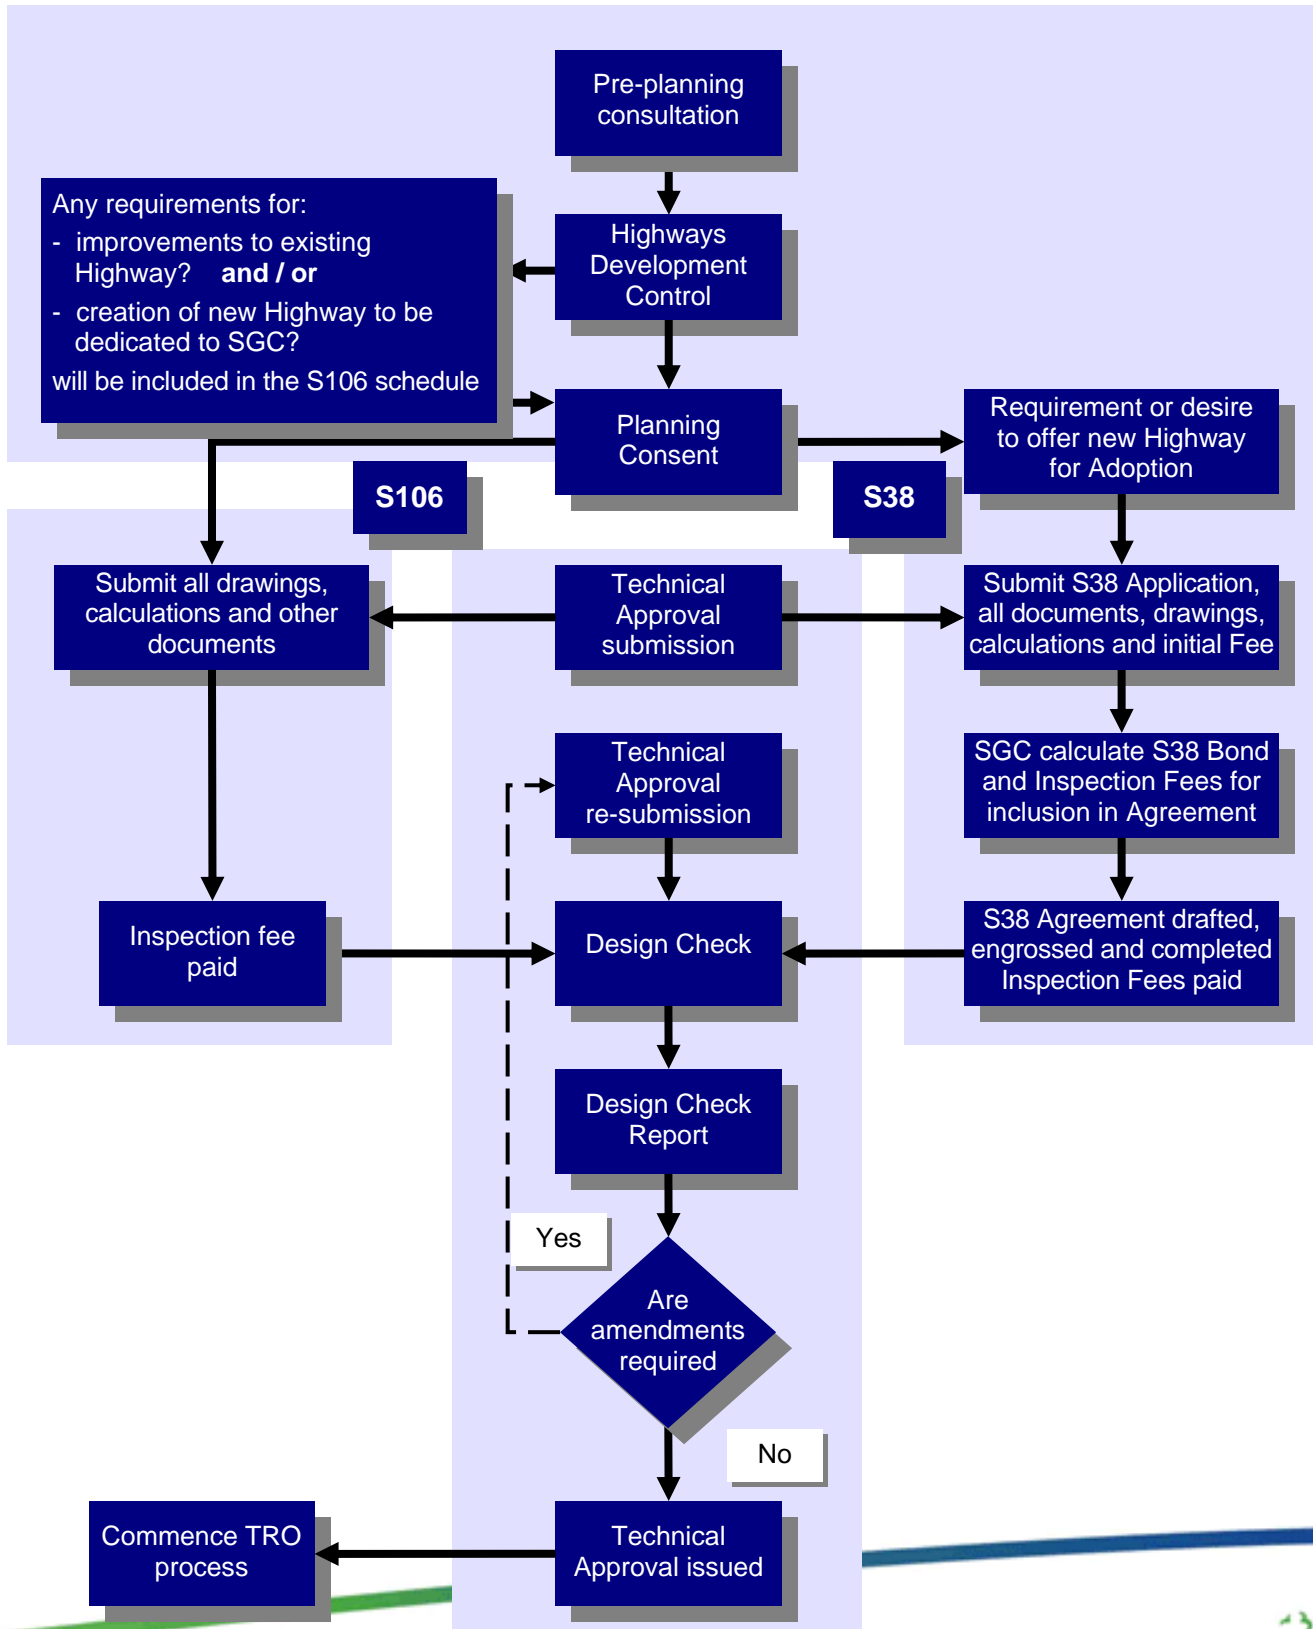 Pre-planning
consultation
Any requirements for:
- improvements to existing
Highway? and / or
- creation of new Highway to be
dedicated to SGC?
will be included in the S106 schedule
Highways
Development
Control
Planning
Consent
Requirement or desire
to offer new Highway
for Adoption
S106
S38
Submit all drawings,
calculations and other
documents
Technical
Approval
submission
Submit S38 Application,
all documents, drawings,
calculations and initial Fee
Technical
Approval
re-submission
SGC calculate S38 Bond
and Inspection Fees for
inclusion in Agreement
Inspection fee
paid
Design Check
S38 Agreement drafted,
engrossed and completed
Inspection Fees paid
Design Check
Report
Yes
Are
amendments
required
No
Commence TRO
process
Technical
Approval issued